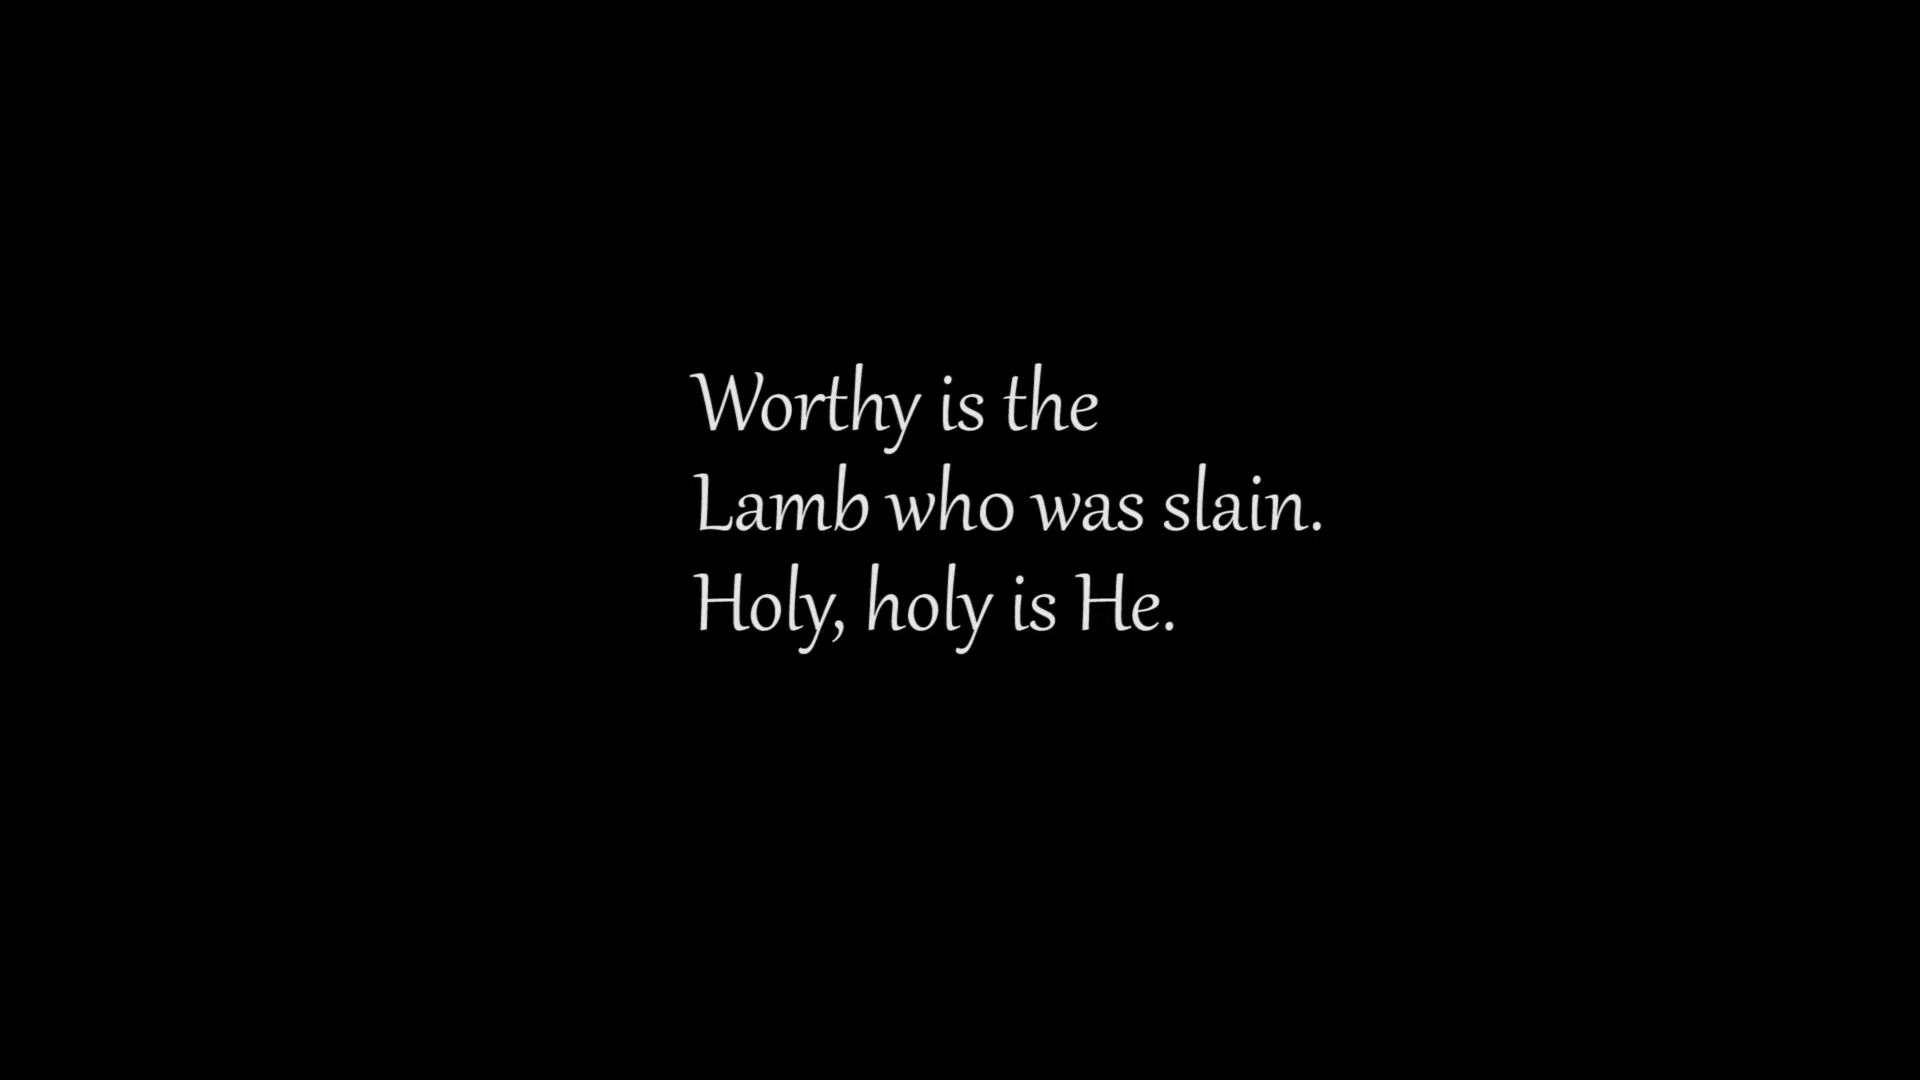 Worthy is the
Lamb who was slain.
Holy, holy is He.